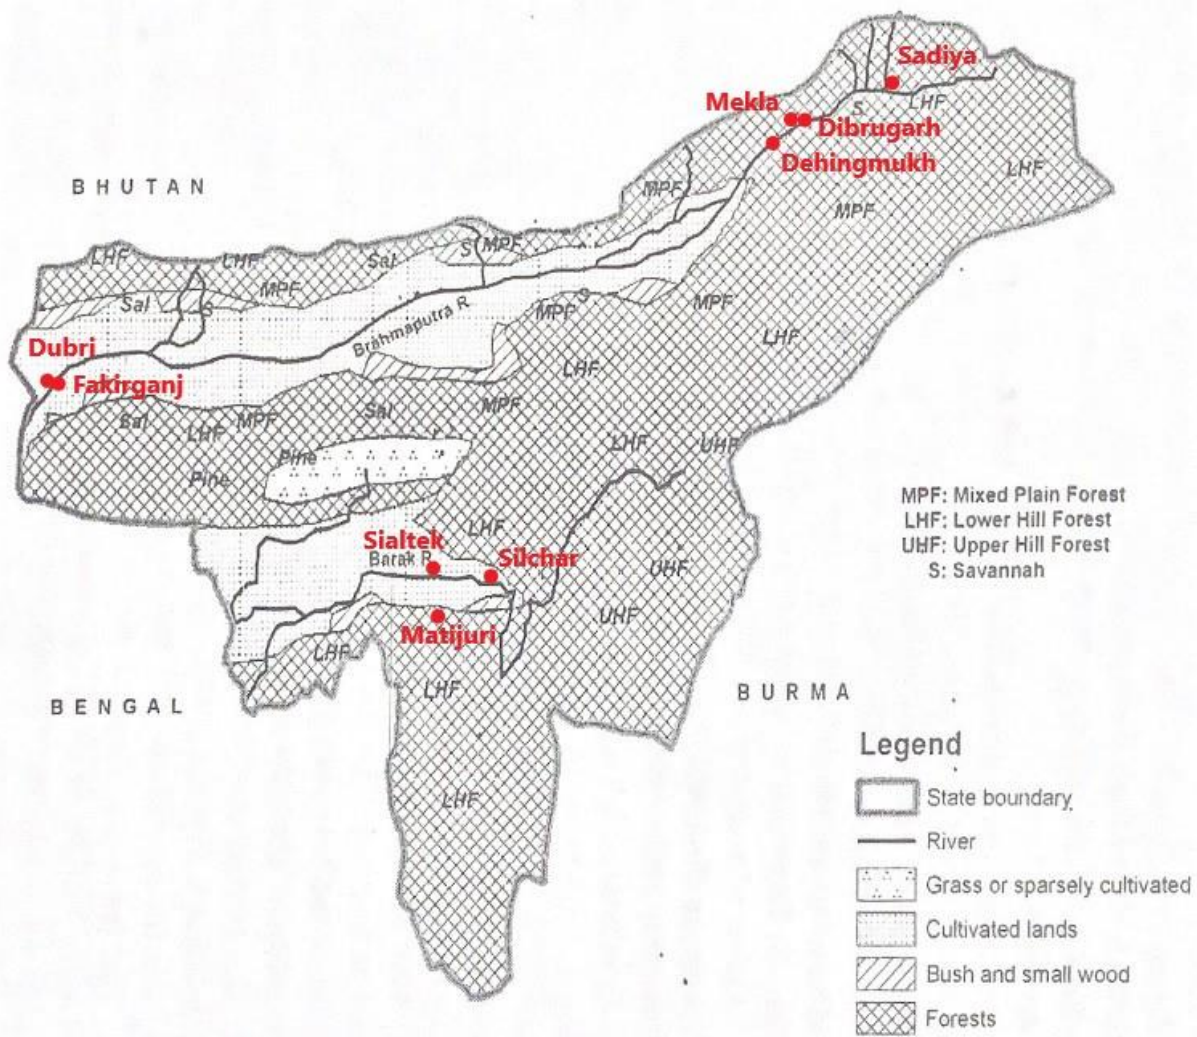 Sadiya
LHF
Mekla
S
Dibrugarh
Dehingmukh
LHF
BHUTAN
MPF
MPF
LHF
LHF
Sal
S
MPF
Sal
S
MPF
S
MPF
MPF
Brahmaputra R
LHF
Dubri
LHF
Fakirganj
Sal
MPF
Sal
MPF
LHF
LHF
UHF
Pine
Pine
MPF: Mixed Plain Forest
LHF: Lower Hill Forest
UHF: Upper Hill Forest
S: Savannah
LHF
Sialtek
Silchar
Barak R
UHF
UHF
Matijuri
LHF
LHF
BENGAL
BURMA
LHF
Legend
State boundary
River
Grass or sparsely cultivated
Cultivated lands
Bush and small wood
Forests